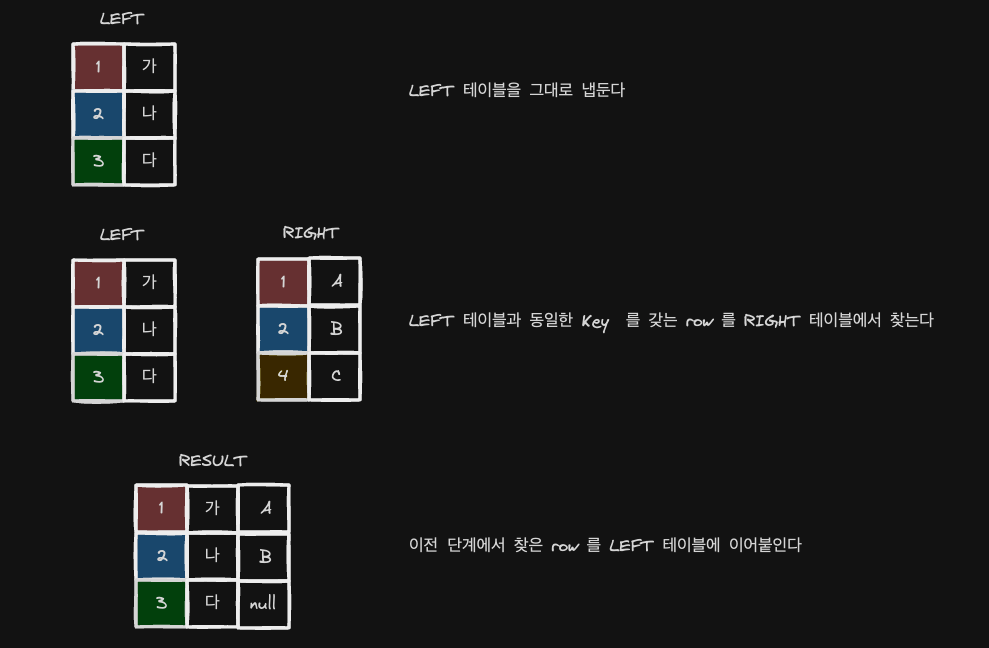 LEFT
1 가
2 나
3 다
LEFT 테이블을 그대로 냅둔다
LEFT
1 가
2 나
3 다
RIGHT
1 A
2 B
4 C
LEFT 테이블과 동일한 Key 를 갖는 row 를 RIGHT 테이블에서 찾는다
RESULT
1 가 A
2 나 B
3 다 null
이전 단계에서 찾은 row 를 LEFT 테이블에 이어붙인다